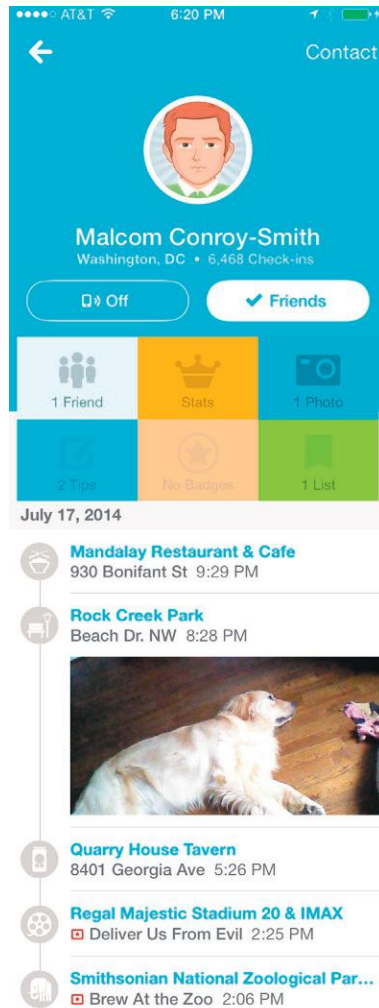 AT&T 6:20 PM
Contact
Malcom Conroy-Smith
Washington, DC • 6,468 Check-ins
Off
Friends
1 Friend
Stats
1 Photo
2 Tips
No Badges
1 List
July 17, 2014
Mandalay Restaurant & Cafe
930 Bonifant St 9:29 PM
Rock Creek Park
Beach Dr. NW 8:28 PM
Quarry House Tavern
8401 Georgia Ave 5:26 PM
Regal Majestic Stadium 20 & IMAX
Deliver Us From Evil 2:25 PM
Smithsonian National Zoological Par...
Brew At the Zoo 2:06 PM